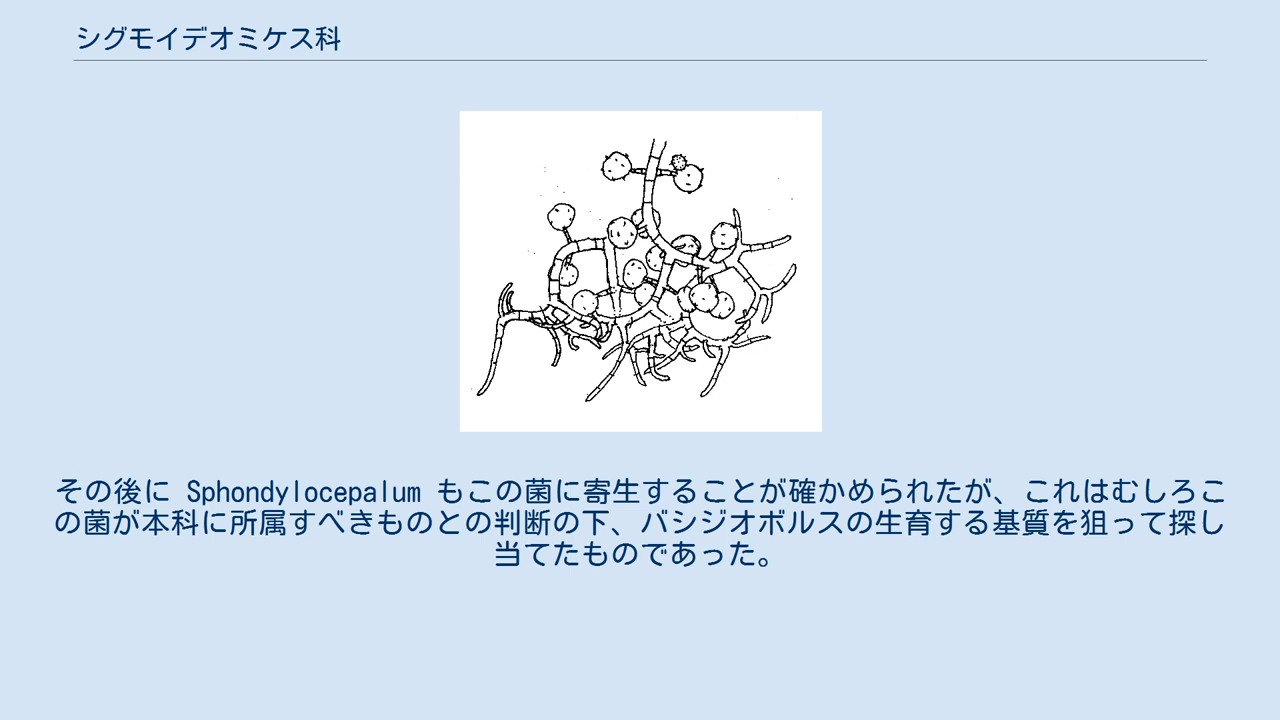 シグモイデオミケス科
その後に Sphondylocepalum もこの菌に寄生することが確かめられたが、これはむしろこ
の菌が本科に所属すべきものとの判断の下、バシジオボルスの生育する基質を狙って探し
当てたものであった。